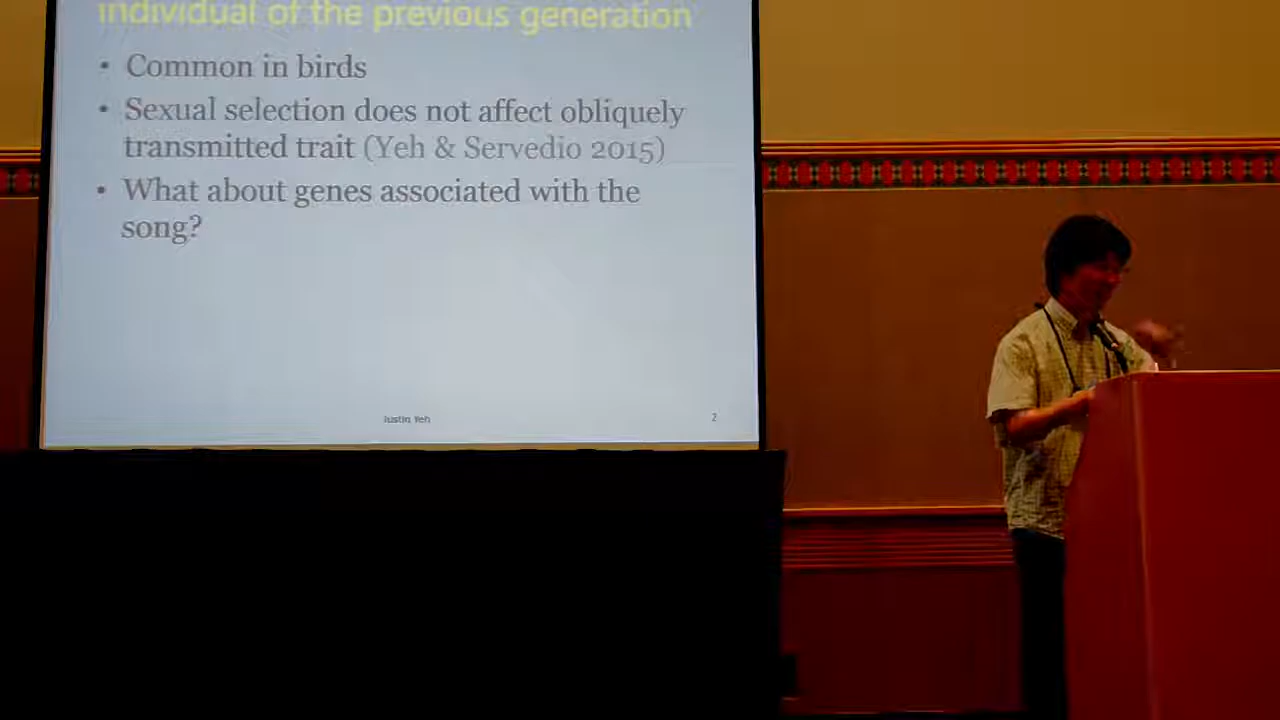 individual of the previous generation
• Common in birds
• Sexual selection does not affect obliquely
transmitted trait (Yeh & Servedio 2015)
• What about genes associated with the
song?
Justin Yeh
2